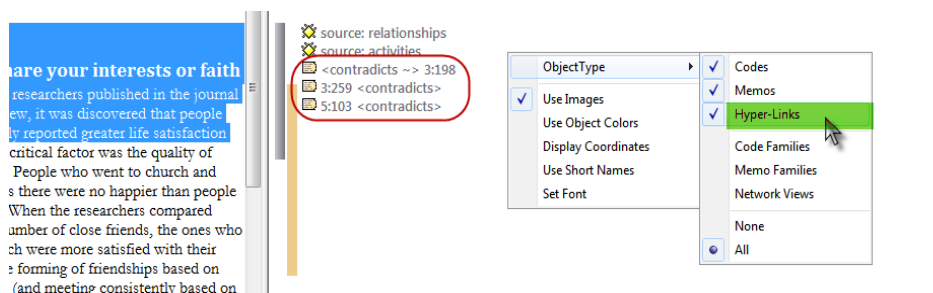 hare your interests or faith
researchers published in the journal
ew, it was discovered that people
ly reported greater life satisfaction
critical factor was the quality of
People who went to church and
s there were no happier than people
When the researchers compared
umber of close friends, the ones who
ch were more satisfied with their
e forming of friendships based on
(and meeting consistently based on
source: relationships
source: activities
<contradicts ~> 3:198
3:259 <contradicts>
5:103 <contradicts>
ObjectType
Use Images
Use Object Colors
Display Coordinates
Use Short Names
Set Font
Codes
Memos
Hyper-Links
Code Families
Memo Families
Network Views
None
All